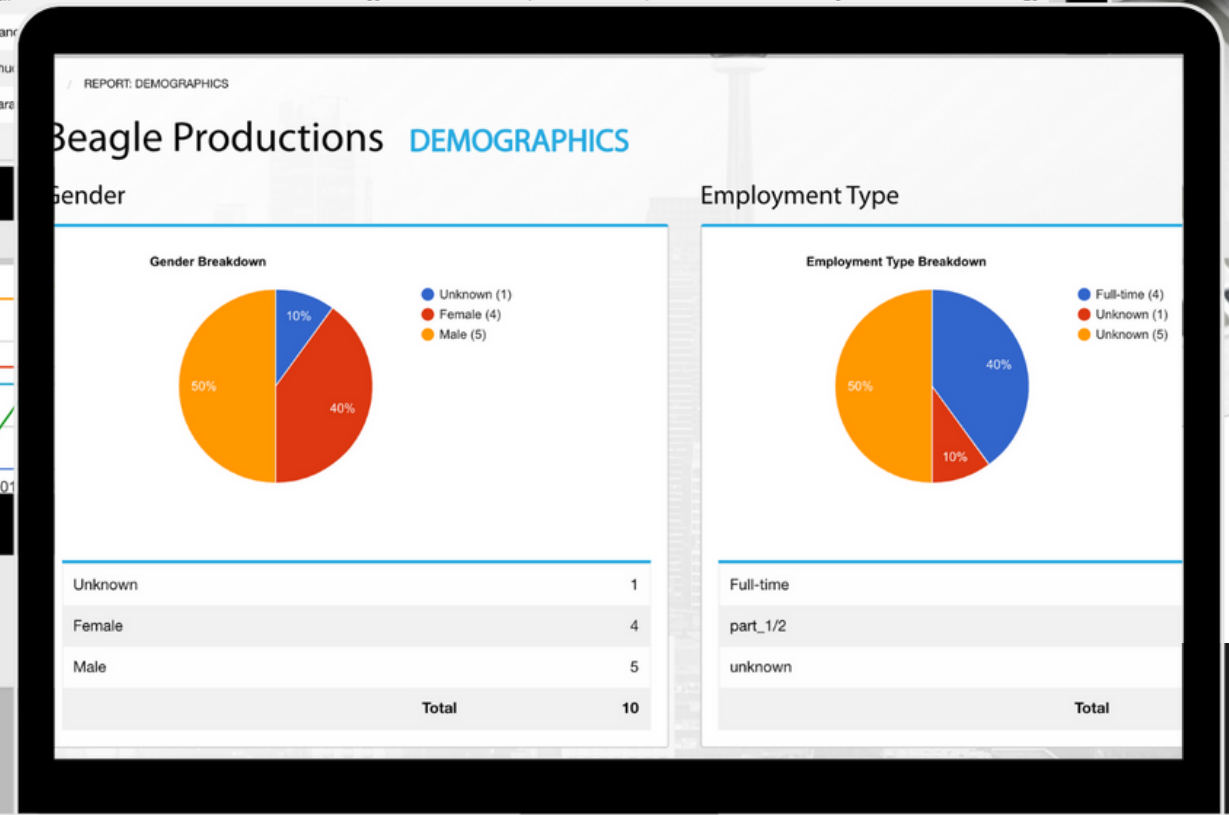 / REPORT: DEMOGRAPHICS
Beagle Productions DEMOGRAPHICS
Gender
Gender Breakdown
Unknown (1)
Female (4)
Male (5)
10%
50%
40%
Unknown 1
Female 4
Male 5
Total 10
Employment Type
Employment Type Breakdown
Full-time (4)
Unknown (1)
Unknown (5)
40%
50%
10%
Full-time
part_1/2
unknown
Total
01